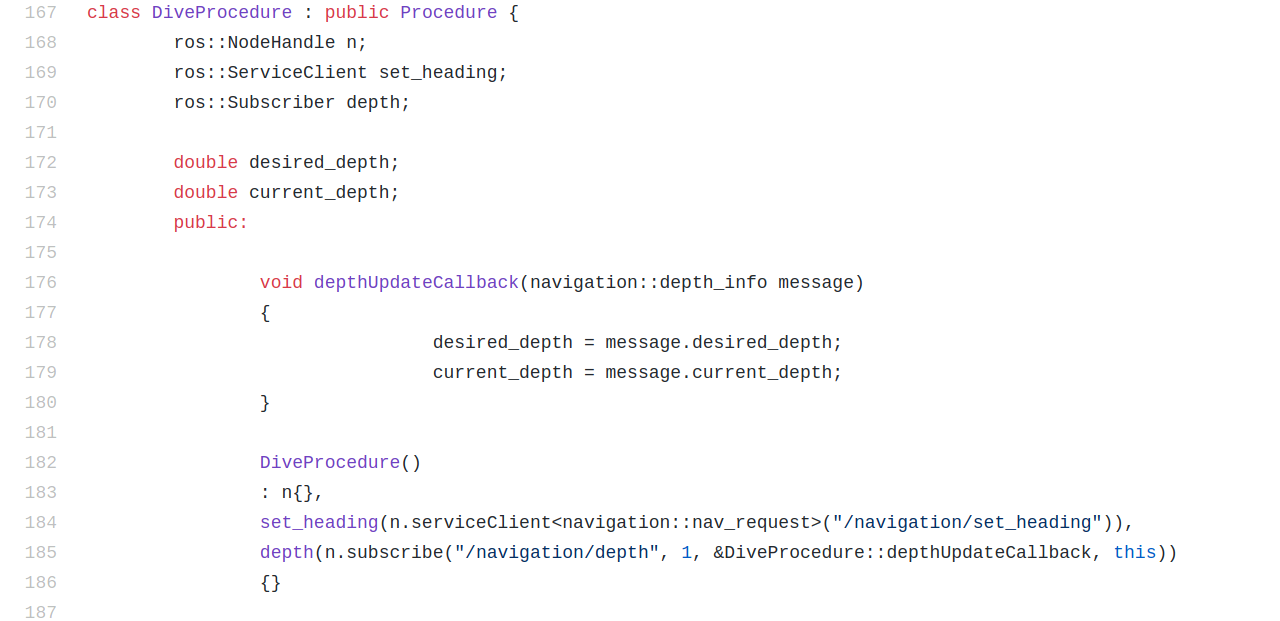 167 class DiveProcedure : public Procedure {
168 ros::NodeHandle n;
169 ros::ServiceClient set_heading;
170 ros::Subscriber depth;
171
172 double desired_depth;
173 double current_depth;
174 public:
175
176 void depthUpdateCallback(navigation::depth_info message)
177 {
178 desired_depth = message.desired_depth;
179 current_depth = message.current_depth;
180 }
181
182 DiveProcedure()
183 : n{},
184 set_heading(n.serviceClient<navigation::nav_request>("/navigation/set_heading")),
185 depth(n.subscribe("/navigation/depth", 1, &DiveProcedure::depthUpdateCallback, this))
186 {}
187